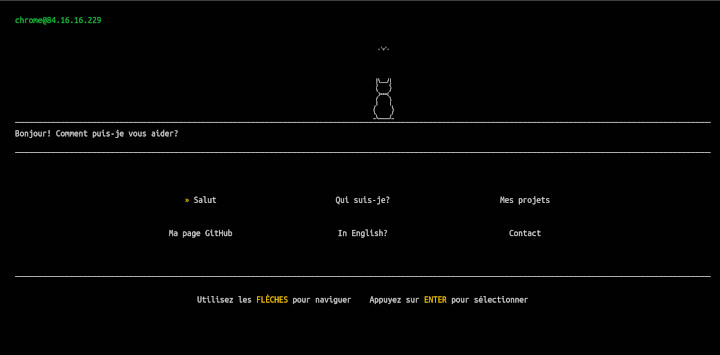 chrome@84.16.16.229
Bonjour! Comment puis-je vous aider?
» Salut Qui suis-je? Mes projets
Ma page GitHub In English? Contact
Utilisez les FLÈCHES pour naviguer Appuyez sur ENTER pour sélectionner